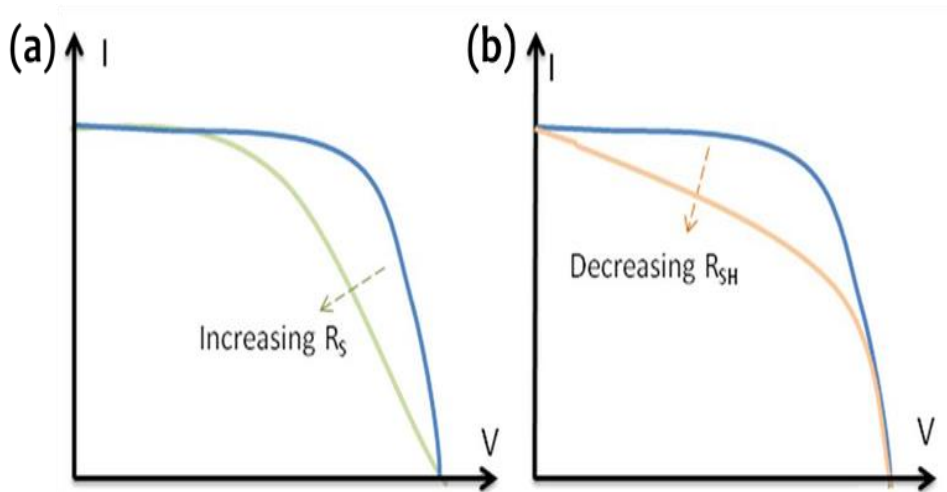 (a)
I
Increasing R_S
V
(b)
I
Decreasing R_SH
V